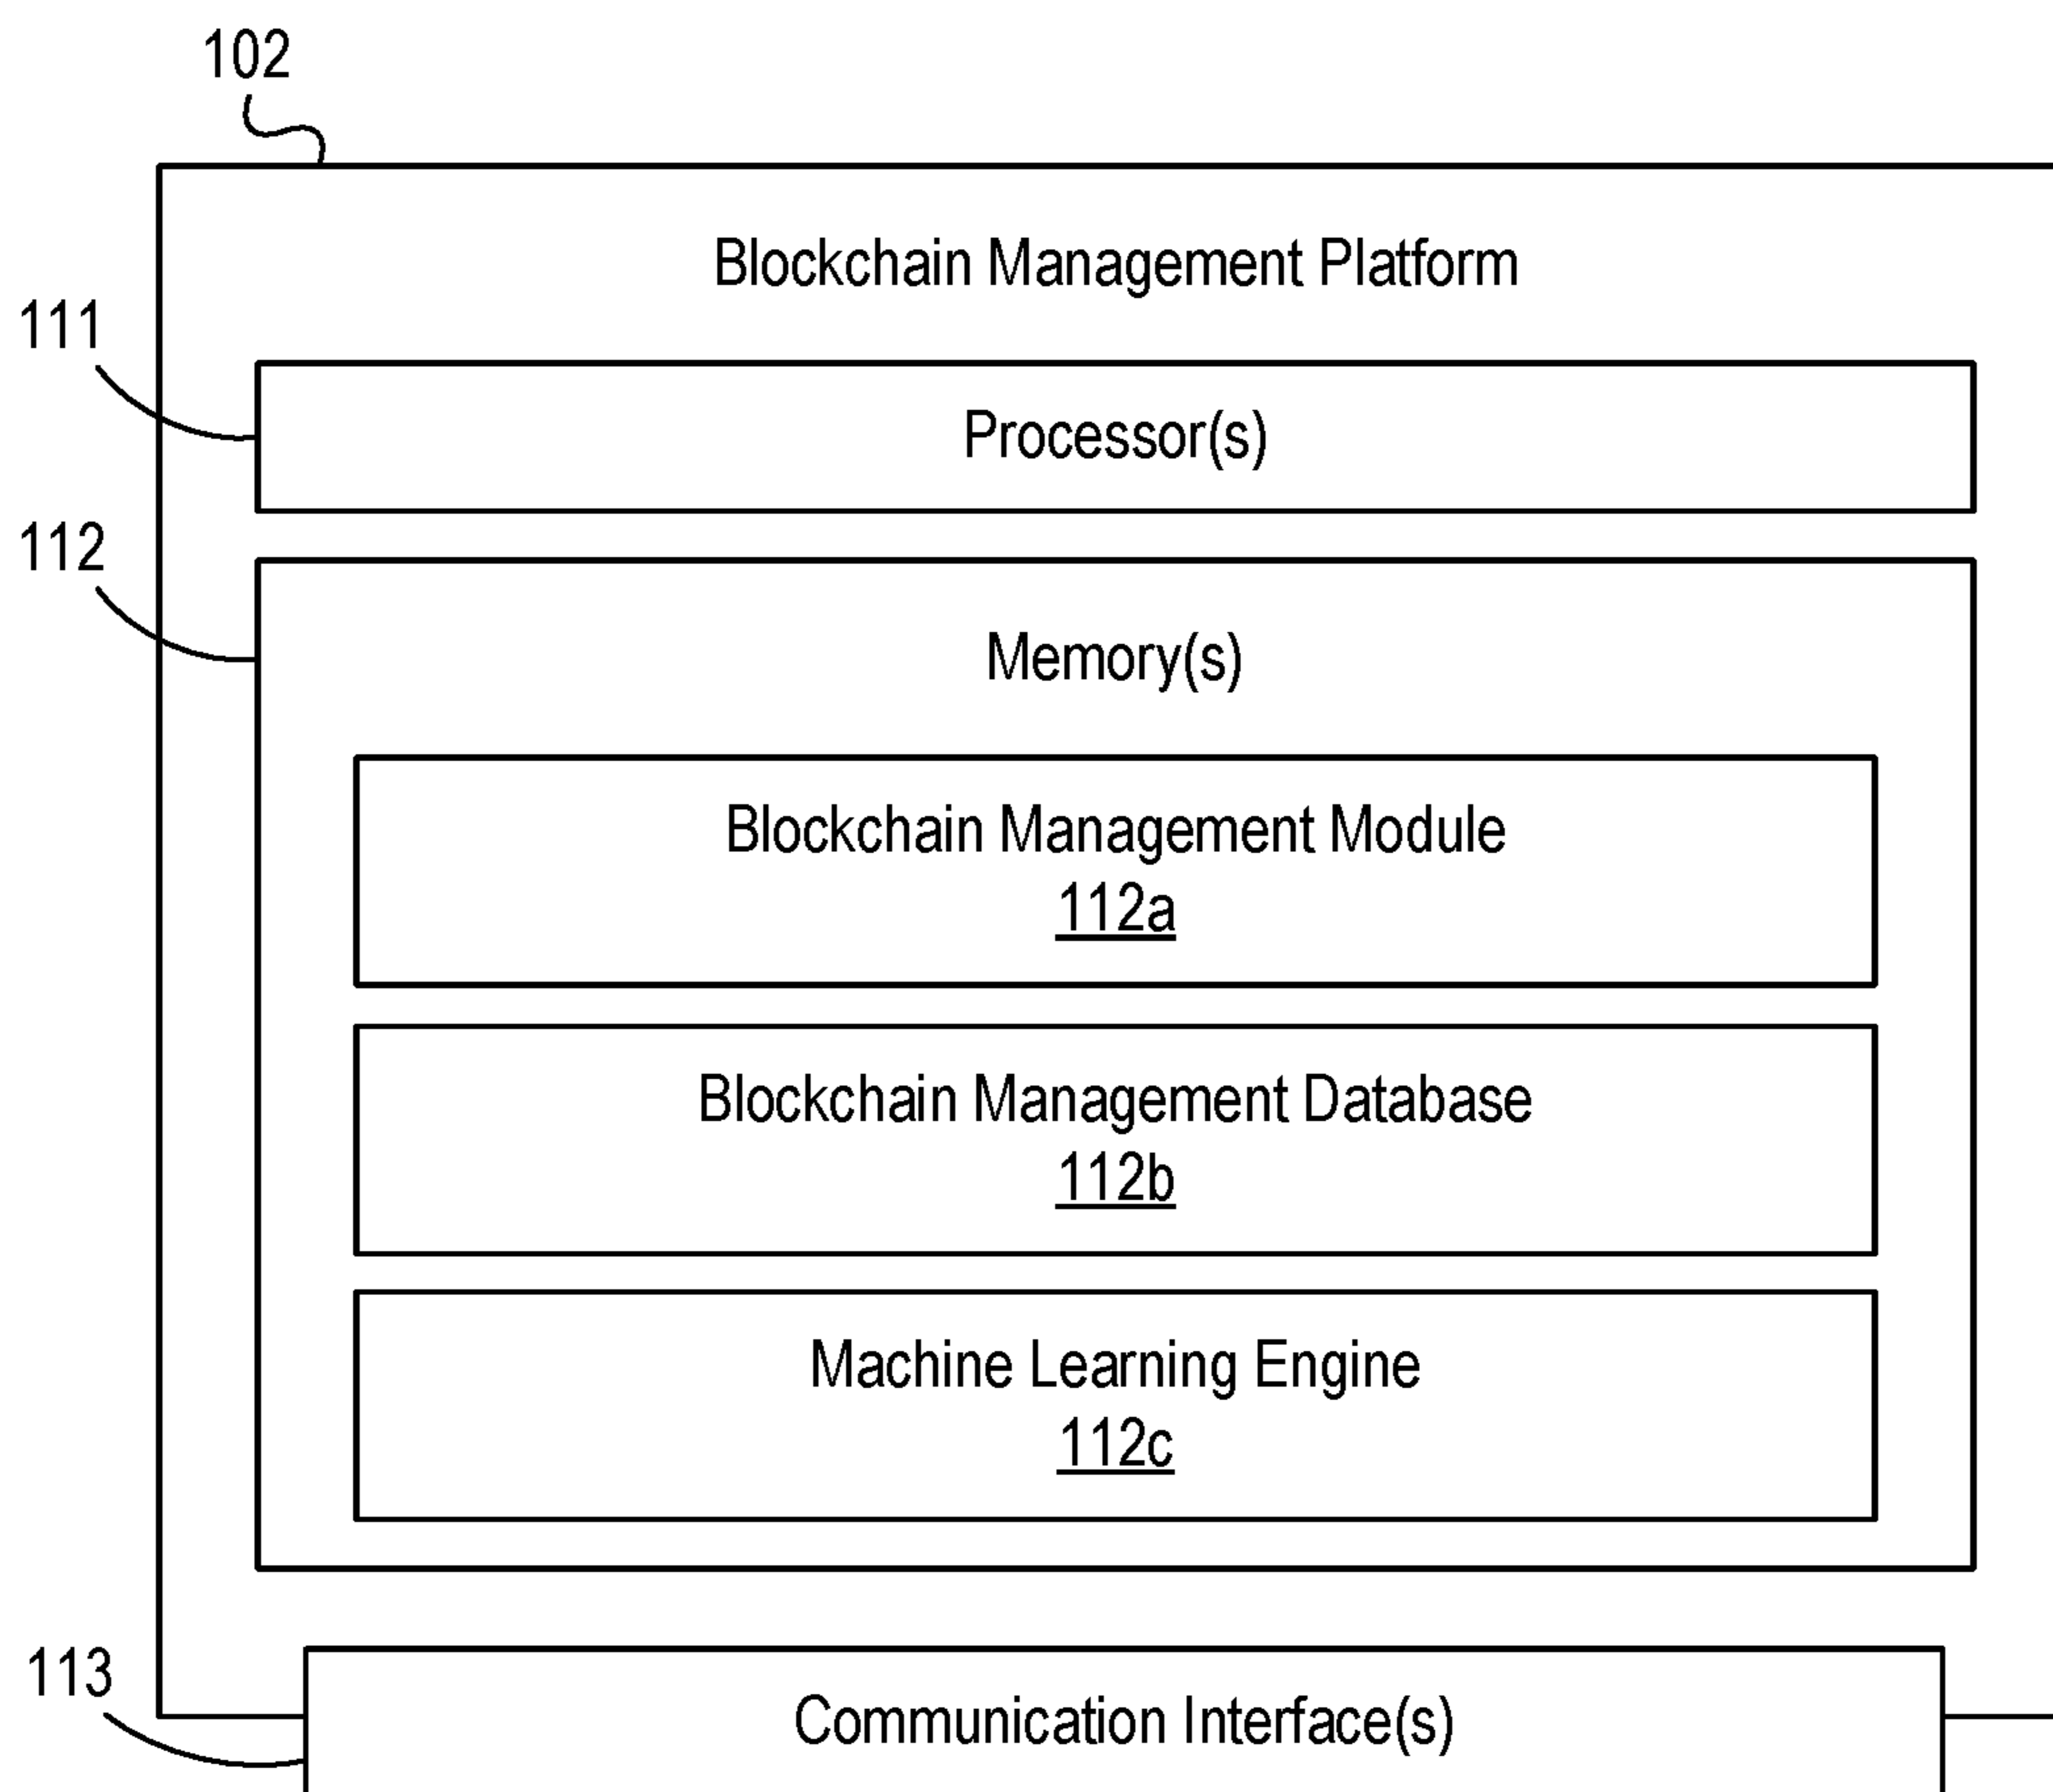 102
Blockchain Management Platform
111
Processor(s)
112
Memory(s)
Blockchain Management Module
112a
Blockchain Management Database
112b
Machine Learning Engine
112c
113
Communication Interface(s)